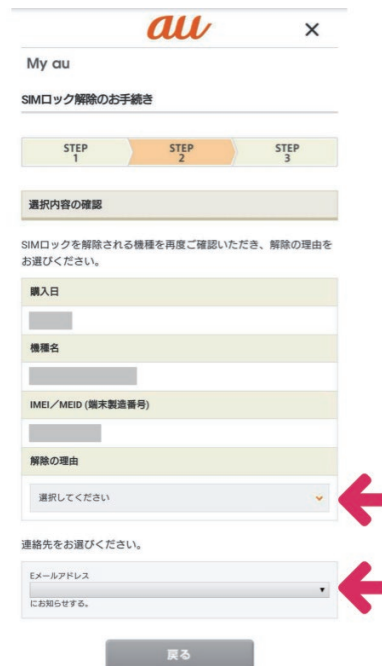 au
×
My au
SIMロック解除のお手続き
STEP
1
STEP
2
STEP
3
選択内容の確認
SIMロックを解除される機種を再度ご確認いただき、解除の理由を
お選びください。
購入日
機種名
IMEI／MEID (端末製造番号)
解除の理由
選択してください
連絡先をお選びください。
Eメールアドレス
にお知らせする。
戻る